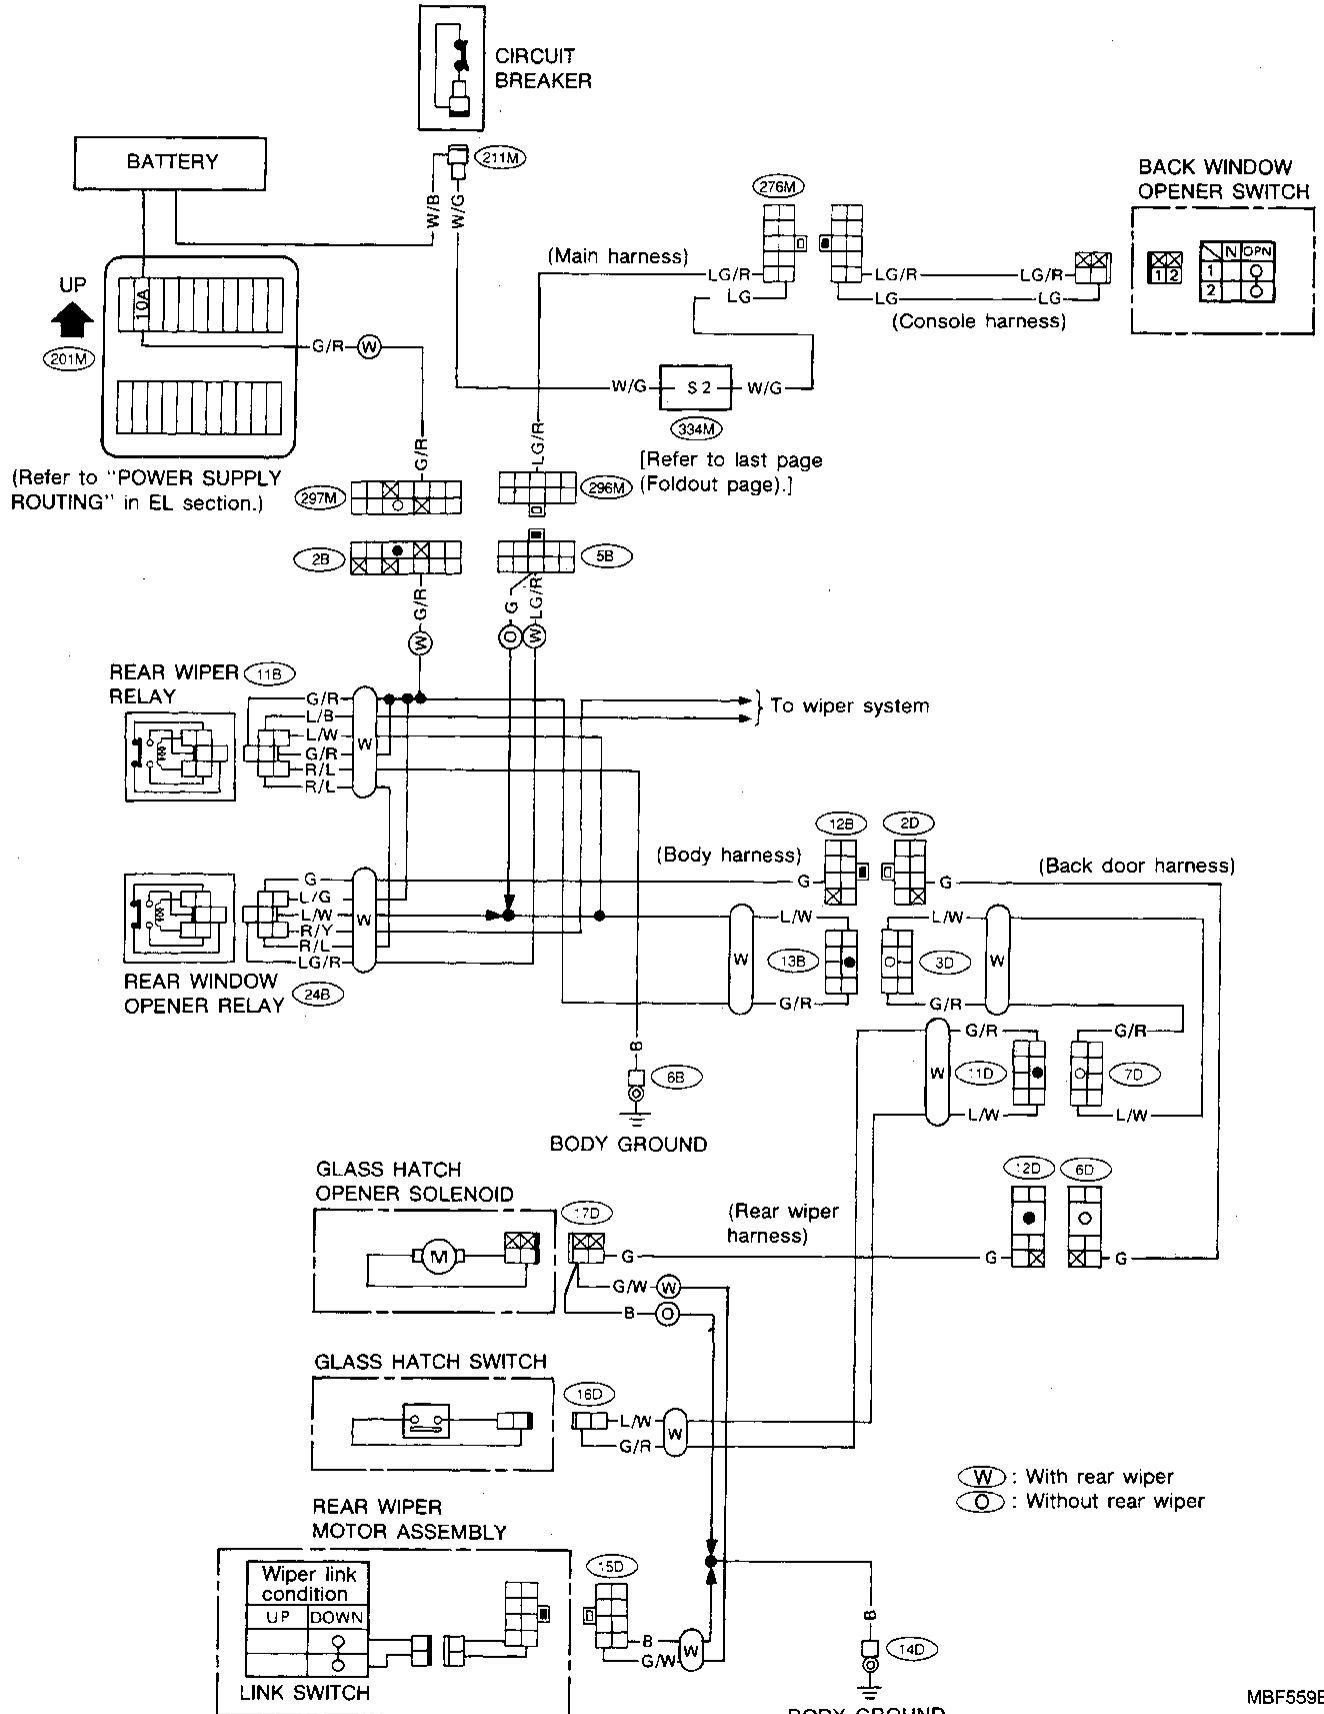 CIRCUIT
BREAKER
BATTERY
211M
W/B
W/G
276M
BACK WINDOW
OPENER SWITCH
(Main harness)
LG/R
LG
LG/R
LG/R
LG
LG
(Console harness)
1 2
N OPN
1
2
UP
201M
10A
G/R
W
W/G
S 2
W/G
334M
[Refer to last page
(Foldout page).]
(Refer to "POWER SUPPLY
ROUTING" in EL section.)
G/R
LG/R
297M
296M
2B
5B
G/R
G
LG/R
W
O
W
REAR WIPER
RELAY
11B
G/R
L/B
L/W
G/R
R/L
R/L
W
To wiper system
12B
2D
(Body harness)
(Back door harness)
G
G
G
L/G
L/W
R/Y
R/L
LG/R
W
REAR WINDOW
OPENER RELAY
24B
L/W
L/W
W
13B
3D
W
G/R
G/R
G/R
G/R
W
11D
7D
L/W
L/W
B
6B
BODY GROUND
GLASS HATCH
OPENER SOLENOID
M
17D
(Rear wiper
harness)
12D
6D
G
G
G
G/W
W
B
O
GLASS HATCH SWITCH
16D
L/W
G/R
W
W : With rear wiper
O : Without rear wiper
REAR WIPER
MOTOR ASSEMBLY
Wiper link
condition
UP DOWN
LINK SWITCH
15D
B
G/W
W
B
14D
BODY GROUND
MBF559B